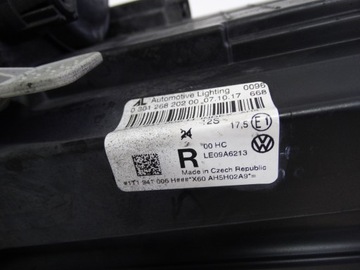 AL Automotive Lighting 0096
0 301 268 202 00 07.10.17 668
12S 17,5 E1
00 HC
R LE09A6213
Made in Czech Republic
#1T1 941 006 H###*X60 AH5H02A9*=